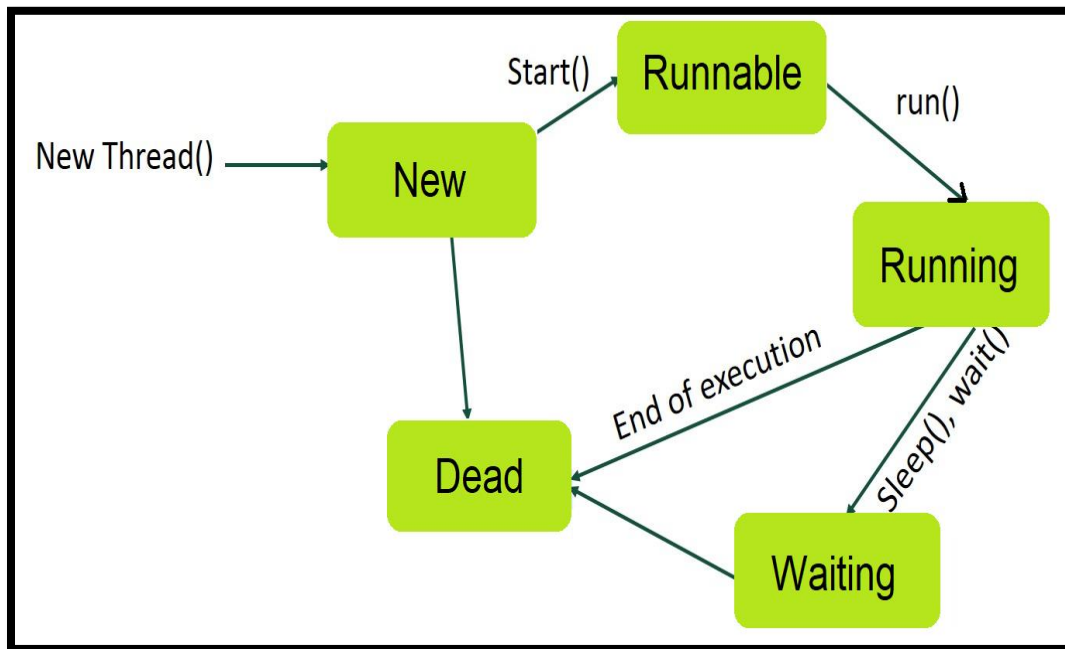 New Thread()
New
Start()
Runnable
run()
Running
End of execution
Sleep(), wait()
Dead
Waiting